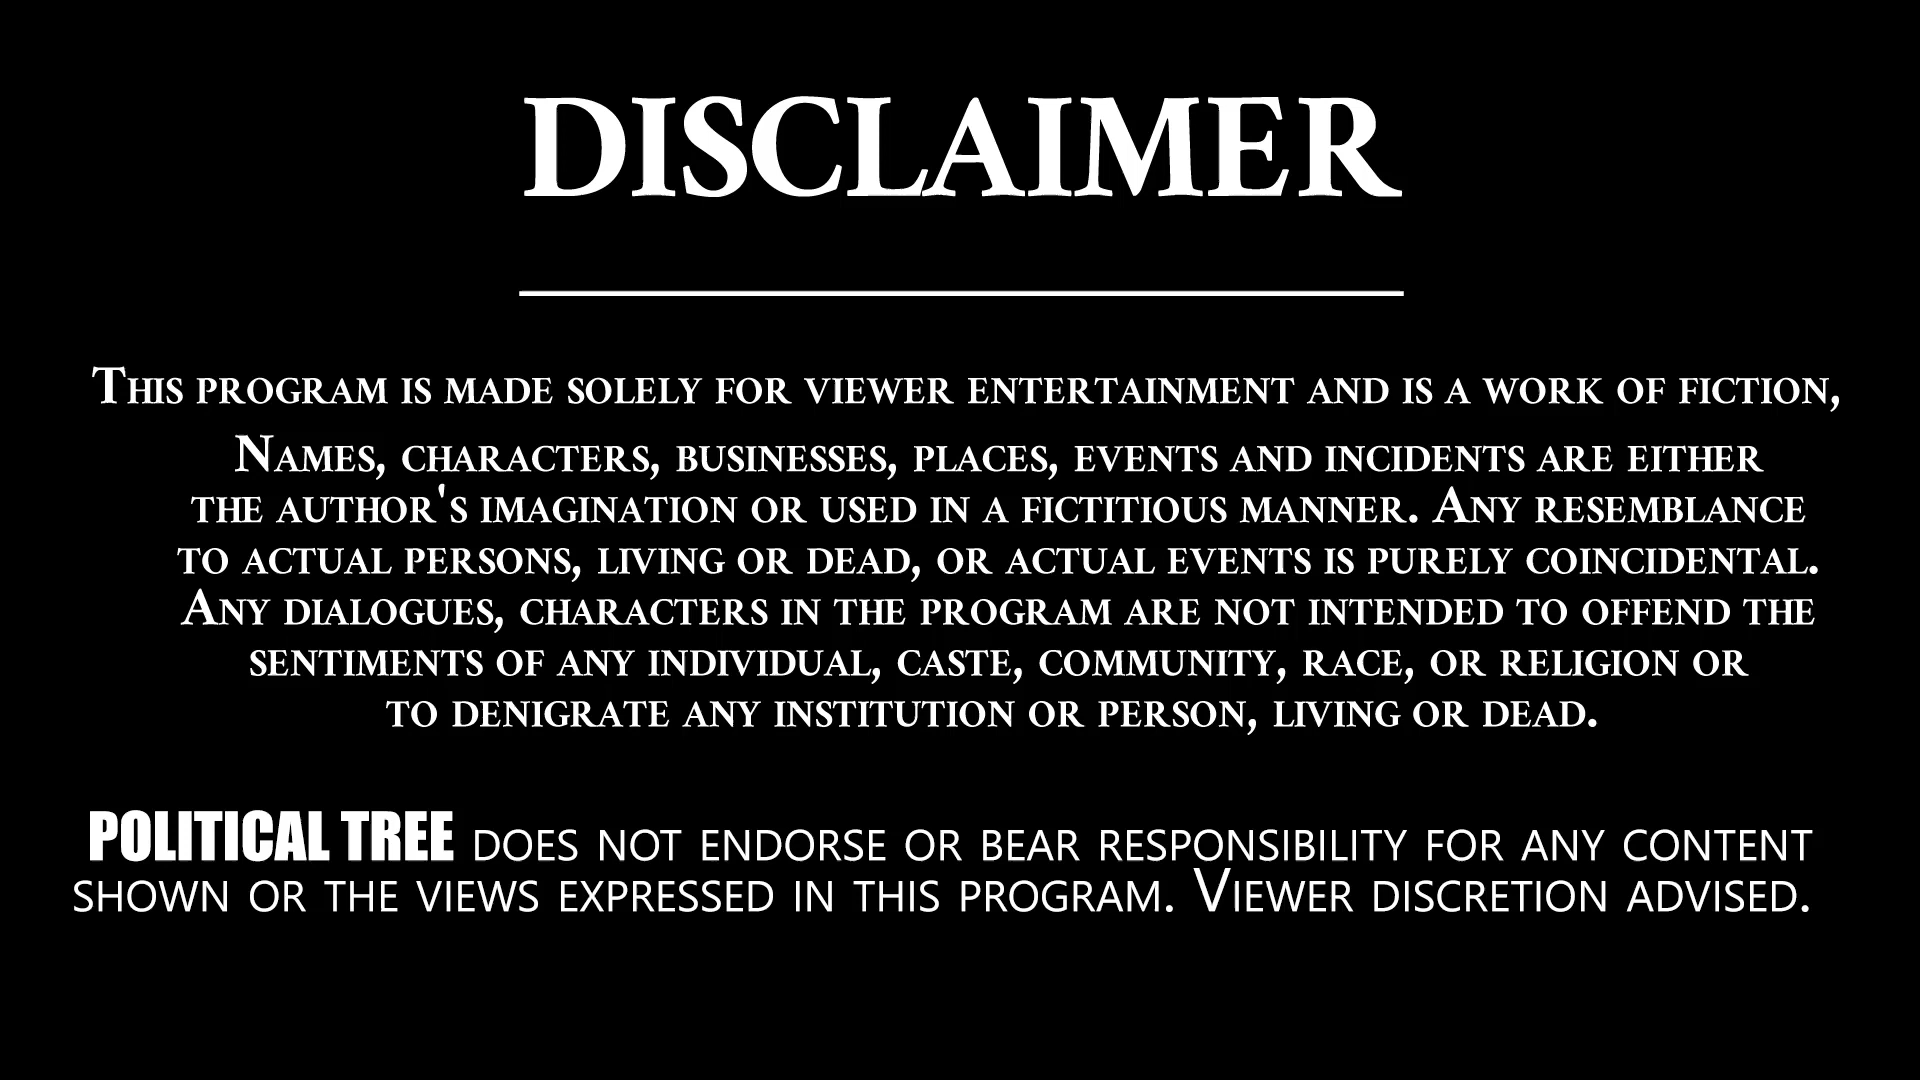 DISCLAIMER
This program is made solely for viewer entertainment and is a work of fiction,
Names, characters, businesses, places, events and incidents are either
the author's imagination or used in a fictitious manner. Any resemblance
to actual persons, living or dead, or actual events is purely coincidental.
Any dialogues, characters in the program are not intended to offend the
sentiments of any individual, caste, community, race, or religion or
to denigrate any institution or person, living or dead.
POLITICAL TREE does not endorse or bear responsibility for any content
shown or the views expressed in this program. Viewer discretion advised.